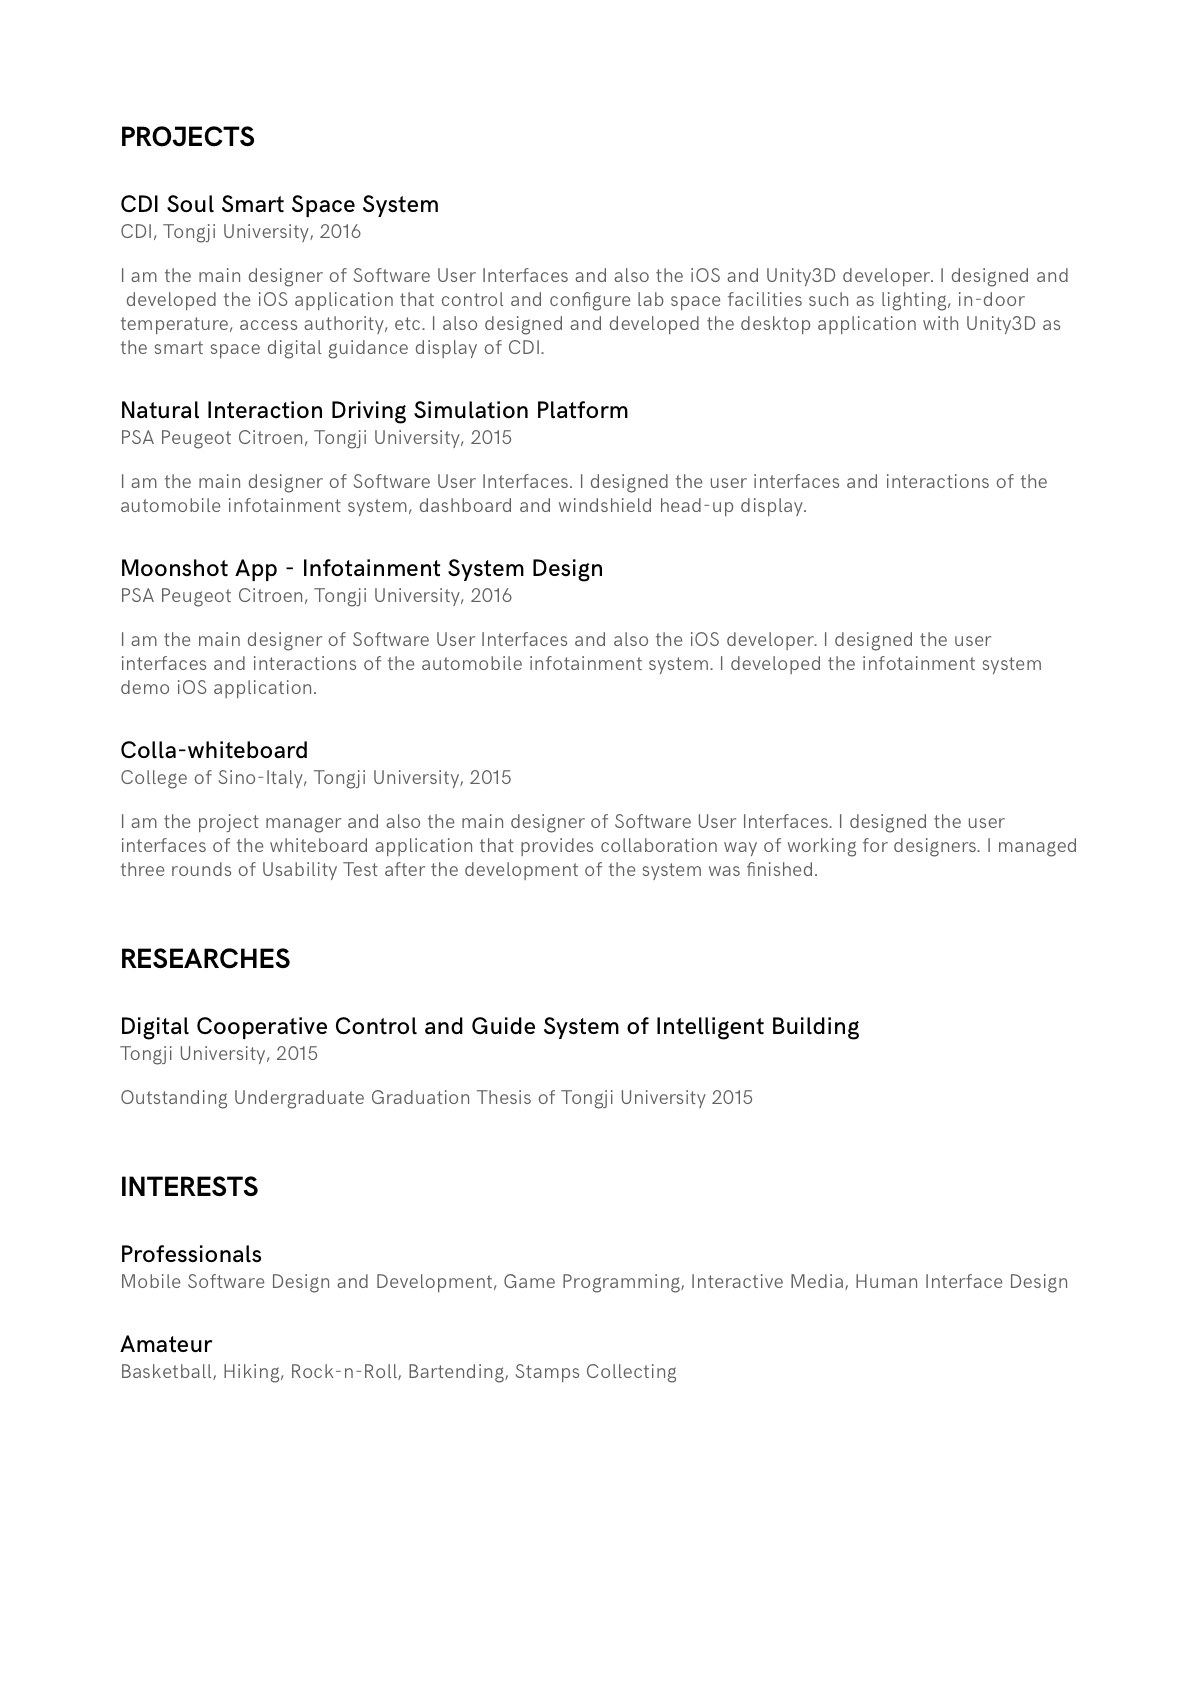 PROJECTS
CDI Soul Smart Space System
CDI, Tongji University, 2016
I am the main designer of Software User Interfaces and also the iOS and Unity3D developer. I designed and
developed the iOS application that control and configure lab space facilities such as lighting, in-door
temperature, access authority, etc. I also designed and developed the desktop application with Unity3D as
the smart space digital guidance display of CDI.
Natural Interaction Driving Simulation Platform
PSA Peugeot Citroen, Tongji University, 2015
I am the main designer of Software User Interfaces. I designed the user interfaces and interactions of the
automobile infotainment system, dashboard and windshield head-up display.
Moonshot App - Infotainment System Design
PSA Peugeot Citroen, Tongji University, 2016
I am the main designer of Software User Interfaces and also the iOS developer. I designed the user
interfaces and interactions of the automobile infotainment system. I developed the infotainment system
demo iOS application.
Colla-whiteboard
College of Sino-Italy, Tongji University, 2015
I am the project manager and also the main designer of Software User Interfaces. I designed the user
interfaces of the whiteboard application that provides collaboration way of working for designers. I managed
three rounds of Usability Test after the development of the system was finished.
RESEARCHES
Digital Cooperative Control and Guide System of Intelligent Building
Tongji University, 2015
Outstanding Undergraduate Graduation Thesis of Tongji University 2015
INTERESTS
Professionals
Mobile Software Design and Development, Game Programming, Interactive Media, Human Interface Design
Amateur
Basketball, Hiking, Rock-n-Roll, Bartending, Stamps Collecting